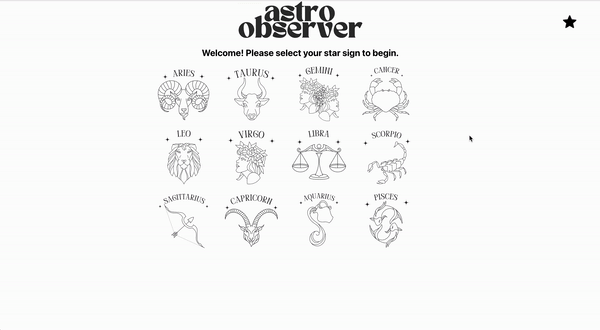 astro
observer
Welcome! Please select your star sign to begin.
ARIES TAURUS GEMINI CANCER
LEO VIRGO LIBRA SCORPIO
SAGITTARIUS CAPRICORN AQUARIUS PISCES